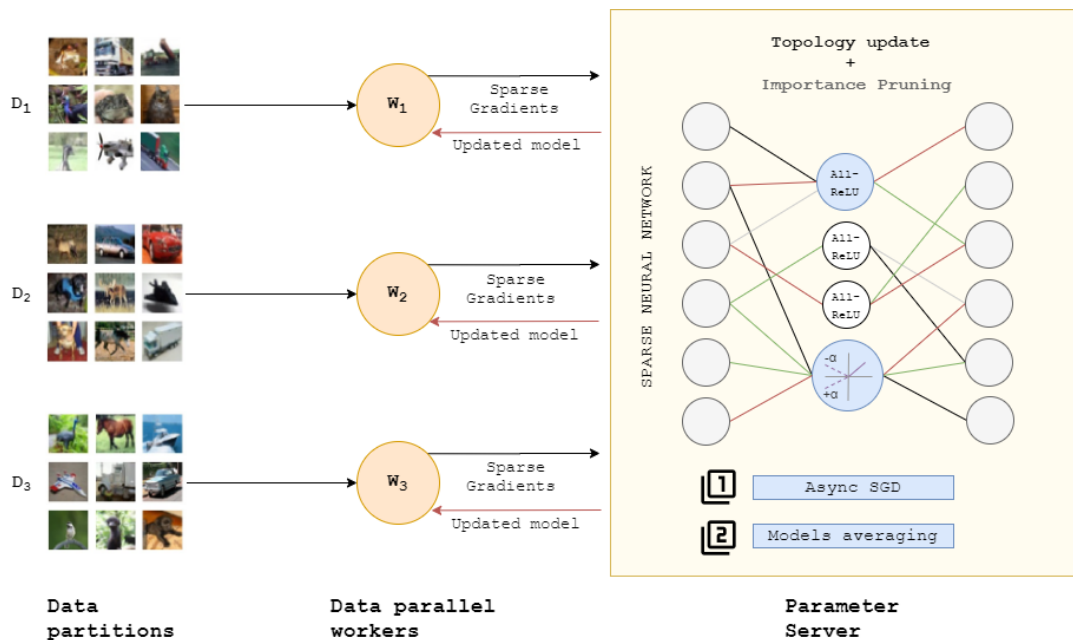 D1
W1
Sparse
Gradients
Updated model
D2
W2
Sparse
Gradients
Updated model
D3
W3
Sparse
Gradients
Updated model
Topology update
+
Importance Pruning
SPARSE NEURAL NETWORK
All-
ReLU
All-
ReLU
All-
ReLU
-α
+α
1
Async SGD
2
Models averaging
Data
partitions
Data parallel
workers
Parameter
Server